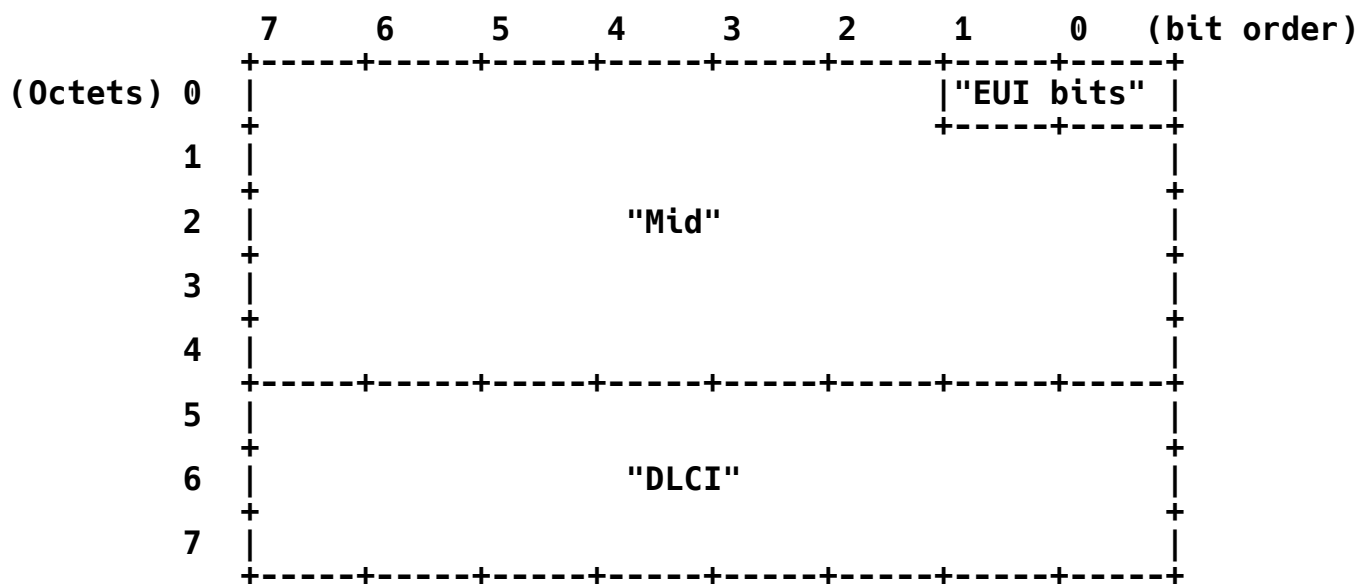 7 6 5 4 3 2 1 0 (bit order)
+-----+-----+-----+-----+-----+-----+-----+-----+
(Octets) 0 | |"EUI bits" |
+ +-----+-----+
1 | |
+ +
2 | "Mid" |
+ +
3 | |
+ +
4 | |
+-----+-----+-----+-----+-----+-----+-----+-----+
5 | |
+ +
6 | "DLCI" |
+ +
7 | |
+-----+-----+-----+-----+-----+-----+-----+-----+